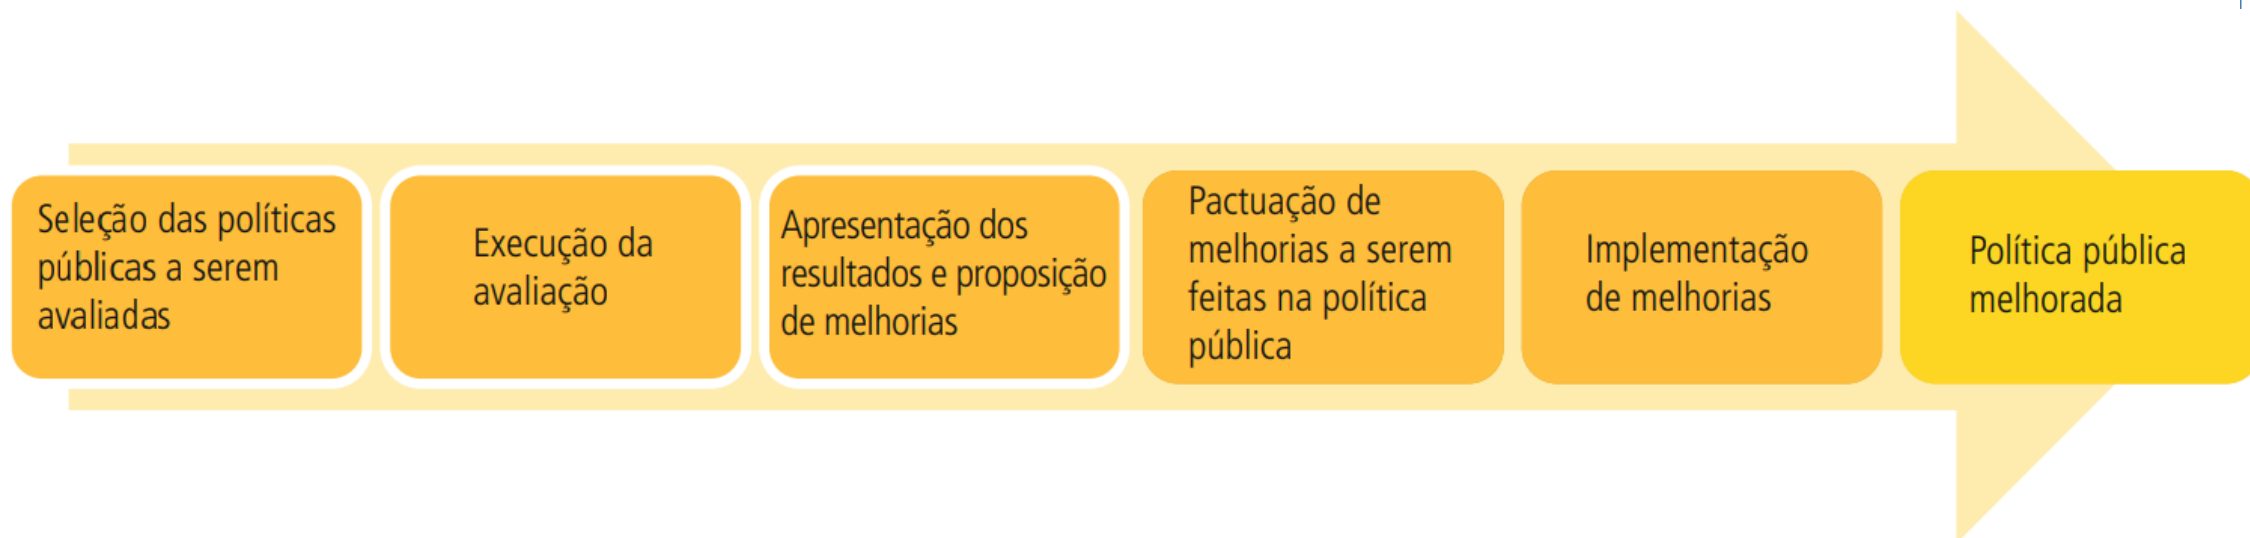 Seleção das políticas
públicas a serem
avaliadas
Execução da
avaliação
Apresentação dos
resultados e proposição
de melhorias
Pactuação de
melhorias a serem
feitas na política
pública
Implementação
de melhorias
Política pública
melhorada